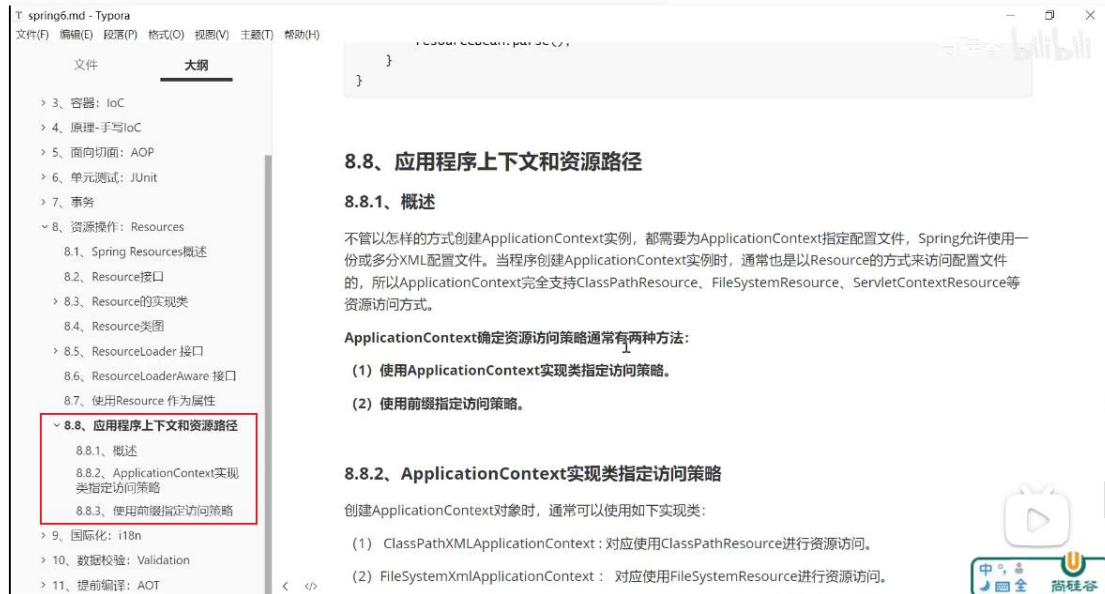 spring6.md - Typora
文件(F) 编辑(E) 段落(P) 格式(O) 视图(V) 主题(T) 帮助(H)
文件 大纲
3、容器：IoC
4、原理-手写IoC
5、面向切面：AOP
6、单元测试：JUnit
7、事务
8、资源操作：Resources
8.1、Spring Resources概述
8.2、Resource接口
8.3、Resource的实现类
8.4、Resource类图
8.5、ResourceLoader 接口
8.6、ResourceLoaderAware 接口
8.7、使用Resource 作为属性
8.8、应用程序上下文和资源路径
8.8.1、概述
8.8.2、ApplicationContext实现
类指定访问策略
8.8.3、使用前缀指定访问策略
9、国际化：i18n
10、数据校验：Validation
11、提前编译：AOT
resourceBean.parse();
}
}
bilibili
8.8、应用程序上下文和资源路径
8.8.1、概述
不管以怎样的方式创建ApplicationContext实例，都需要为ApplicationContext指定配置文件，Spring允许使用一
份或多分XML配置文件。当程序创建ApplicationContext实例时，通常也是以Resource的方式来访问配置文件
的，所以ApplicationContext完全支持ClassPathResource、FileSystemResource、ServletContextResource等
资源访问方式。
ApplicationContext确定资源访问策略通常有两种方法：
（1）使用ApplicationContext实现类指定访问策略。
（2）使用前缀指定访问策略。
8.8.2、ApplicationContext实现类指定访问策略
创建ApplicationContext对象时，通常可以使用如下实现类：
（1） ClassPathXMLApplicationContext : 对应使用ClassPathResource进行资源访问。
（2）FileSystemXmlApplicationContext ： 对应使用FileSystemResource进行资源访问。
中
全
尚硅谷